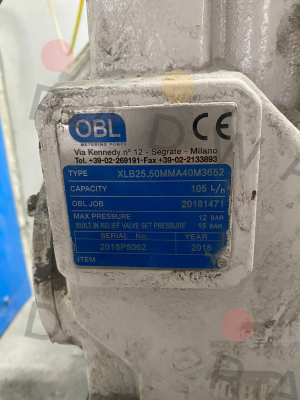 OBL
METERING PUMPS
CE
Via Kennedy n° 12 - Segrate - Milano
Tel. +39-02-269191-Fax +39-02-2133893
TYPE XLB25.50MMA40M3652
CAPACITY 105 L/h
OBL JOB 20181471
MAX PRESSURE 12 BAR
BUILT IN RELIEF VALVE SET PRESSURE 15 BAR
SERIAL No. YEAR
2018P5062 2018
ITEM